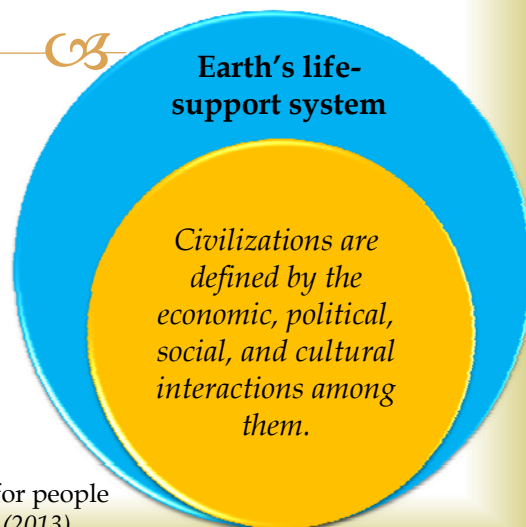 Earth's life-
support system
Civilizations are
defined by the
economic, political,
social, and cultural
interactions among
them.
for people
(2013)